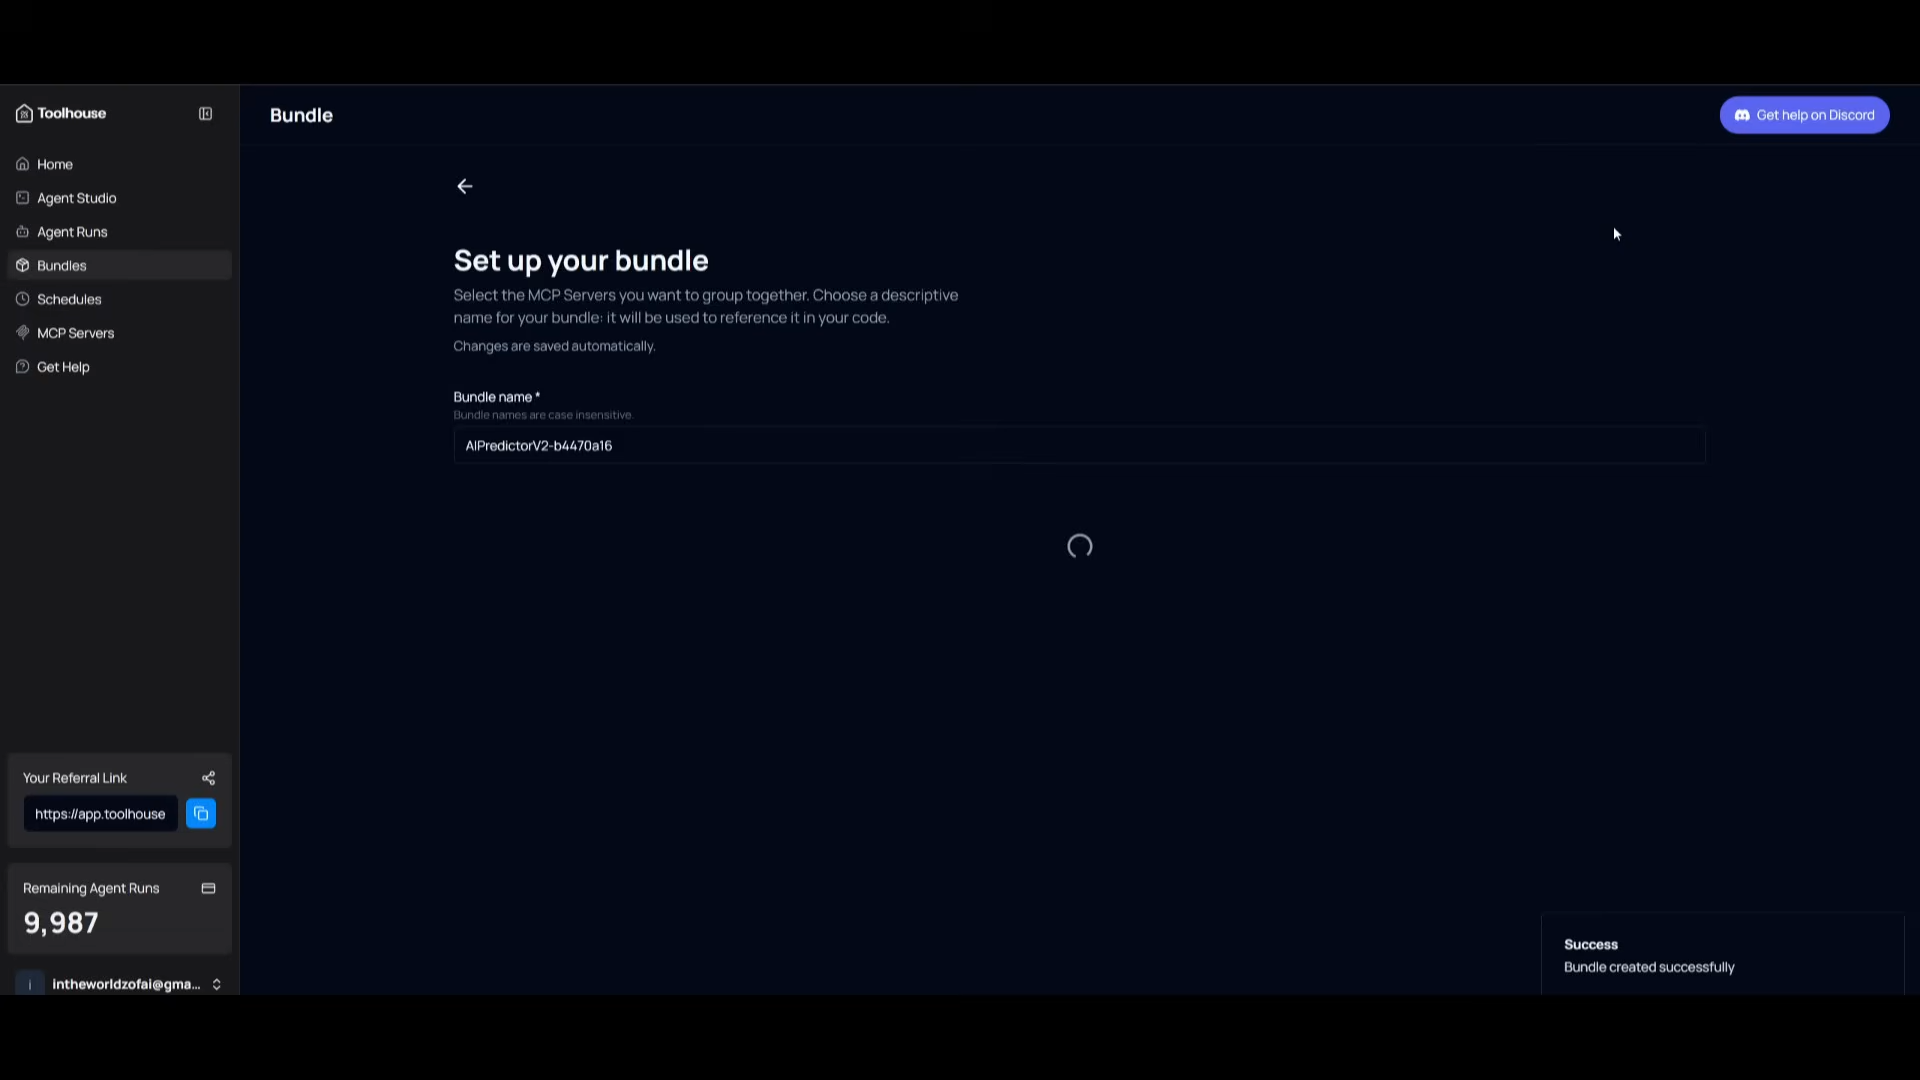 Toolhouse
Home
Agent Studio
Agent Runs
Bundles
Schedules
MCP Servers
Get Help
Your Referral Link
https://app.toolhouse
Remaining Agent Runs
9,987
i
intheworldzofai@gma...
Bundle
Get help on Discord
Set up your bundle
Select the MCP Servers you want to group together. Choose a descriptive
name for your bundle: it will be used to reference it in your code.
Changes are saved automatically.
Bundle name *
Bundle names are case insensitive.
AIPredictorV2-b4470a16
Success
Bundle created successfully